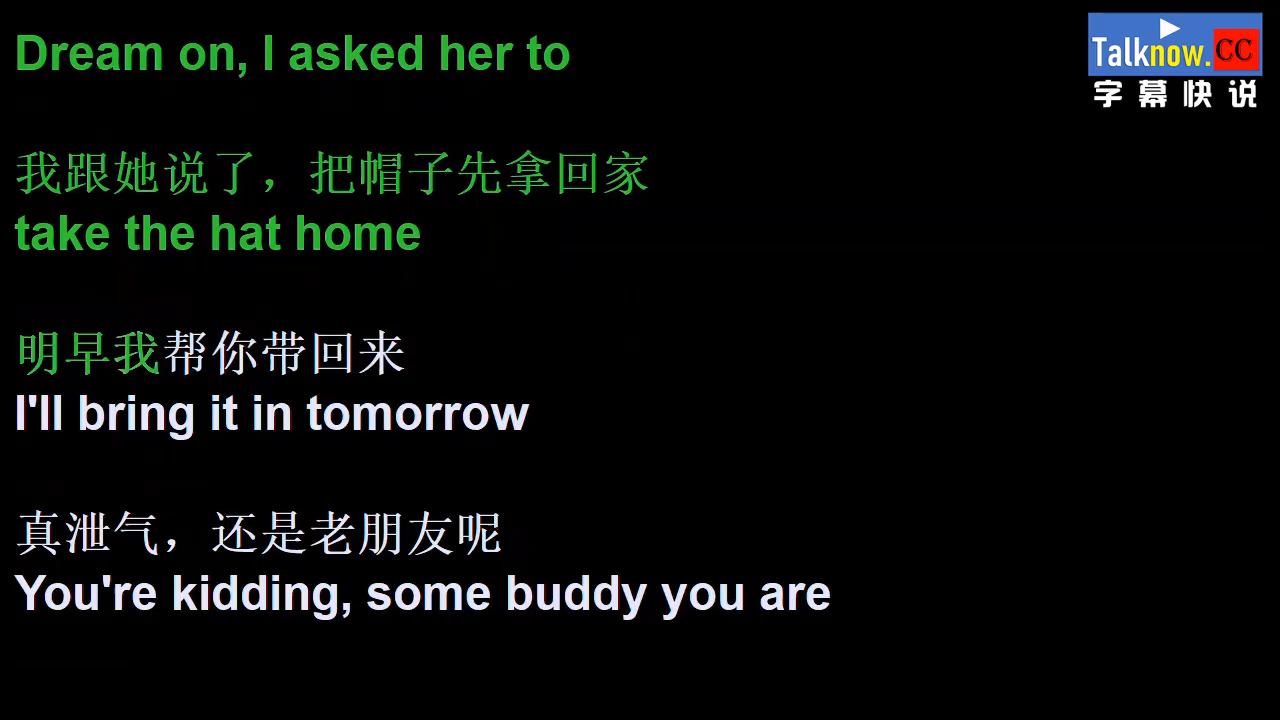 Dream on, I asked her to
Talknow.CC
字幕快说
我跟她说了，把帽子先拿回家
take the hat home
明早我帮你带回来
I'll bring it in tomorrow
真泄气，还是老朋友呢
You're kidding, some buddy you are